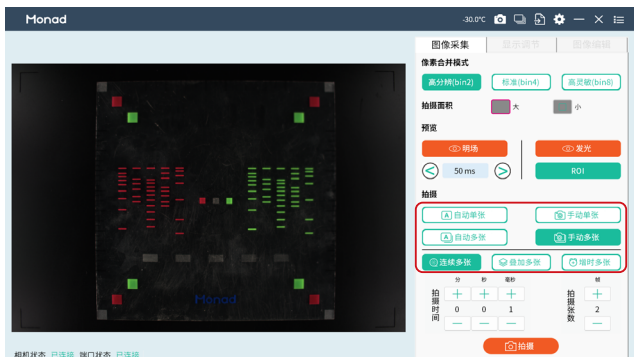 Monad
-30.0°C
图像采集 显示调节 图像编辑
像素合并模式
高分辨(bin2) 标准(bin4) 高灵敏(bin8)
拍摄面积 大 小
预览
明场 发光
50 ms ROI
拍摄
A 自动单张 手动单张
A 自动多张 手动多张
连续多张 叠加多张 增时多张
分 秒 毫秒 帧
拍摄时间 0 0 1 拍摄张数 2
拍摄
Monad
相机状态 已连接 端口状态 已连接